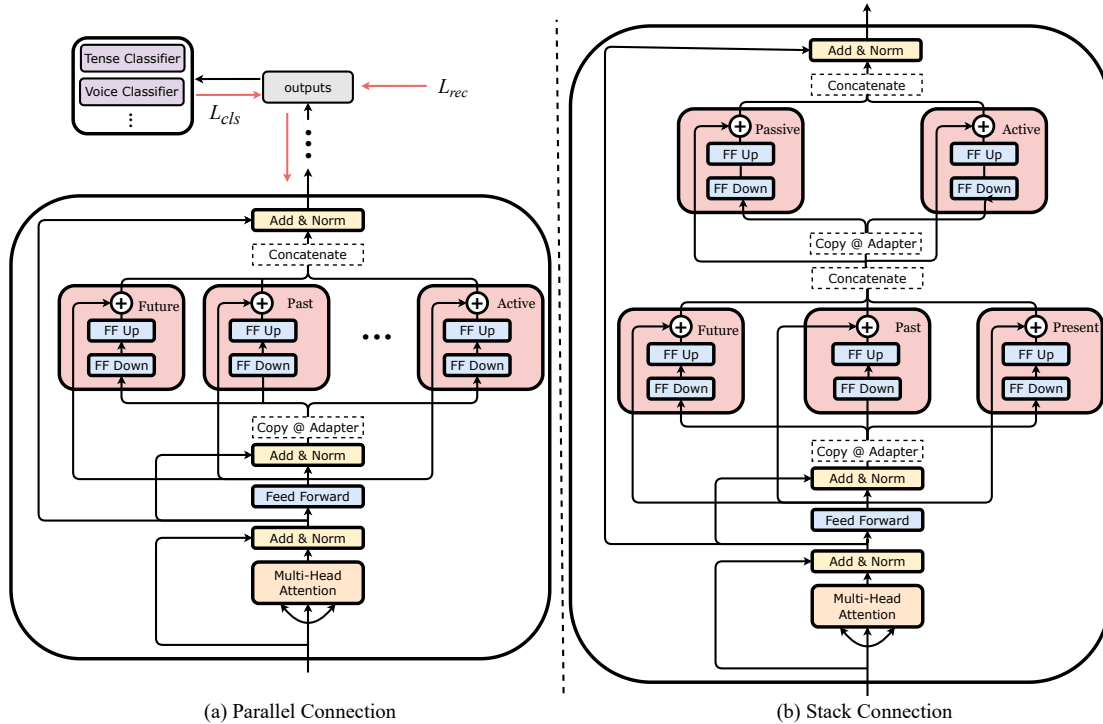 Tense Classifier
Voice Classifier
⋮
outputs
L_cls
L_rec
Add & Norm
Concatenate
Future
Past
Active
FF Up
FF Up
FF Up
FF Down
FF Down
FF Down
Copy @ Adapter
Add & Norm
Feed Forward
Add & Norm
Multi-Head
Attention
(a) Parallel Connection
Add & Norm
Concatenate
Passive
Active
FF Up
FF Up
FF Down
FF Down
Copy @ Adapter
Concatenate
Future
Past
Present
FF Up
FF Up
FF Up
FF Down
FF Down
FF Down
Copy @ Adapter
Add & Norm
Feed Forward
Add & Norm
Multi-Head
Attention
(b) Stack Connection